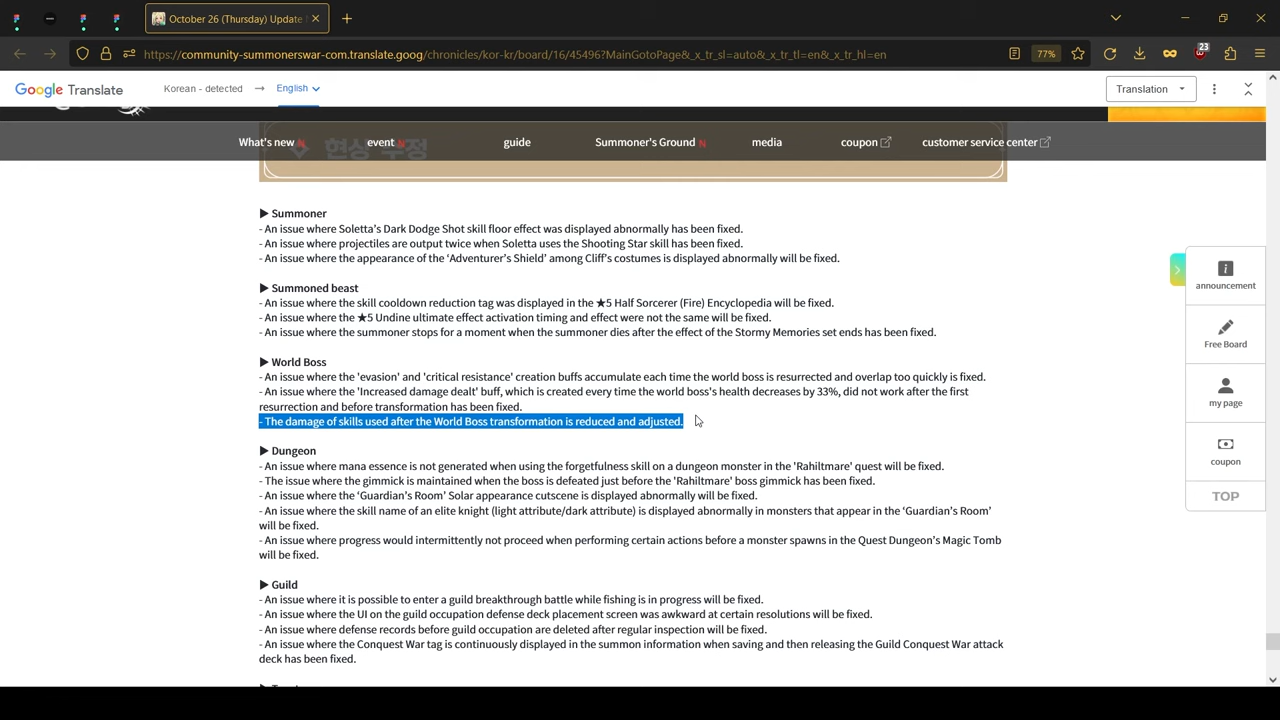 October 26 (Thursday) Update
https://community-summonerswar-com.translate.goog/chronicles/kor-kr/board/16/45496?MainGotoPage&_x_tr_sl=auto&_x_tr_tl=en&_x_tr_hl=en
77%
23
Google Translate
Korean - detected
English
Translation
What's new N
event N
guide
Summoner's Ground N
media
coupon
customer service center
현상 수정
▶ Summoner
- An issue where Soletta's Dark Dodge Shot skill floor effect was displayed abnormally has been fixed.
- An issue where projectiles are output twice when Soletta uses the Shooting Star skill has been fixed.
- An issue where the appearance of the ‘Adventurer’s Shield’ among Cliff’s costumes is displayed abnormally will be fixed.
▶ Summoned beast
- An issue where the skill cooldown reduction tag was displayed in the ★5 Half Sorcerer (Fire) Encyclopedia will be fixed.
- An issue where the ★5 Undine ultimate effect activation timing and effect were not the same will be fixed.
- An issue where the summoner stops for a moment when the summoner dies after the effect of the Stormy Memories set ends has been fixed.
▶ World Boss
- An issue where the 'evasion' and 'critical resistance' creation buffs accumulate each time the world boss is resurrected and overlap too quickly is fixed.
- An issue where the 'Increased damage dealt' buff, which is created every time the world boss's health decreases by 33%, did not work after the first
resurrection and before transformation has been fixed.
- The damage of skills used after the World Boss transformation is reduced and adjusted.
▶ Dungeon
- An issue where mana essence is not generated when using the forgetfulness skill on a dungeon monster in the 'Rahiltmare' quest will be fixed.
- The issue where the gimmick is maintained when the boss is defeated just before the 'Rahiltmare' boss gimmick has been fixed.
- An issue where the ‘Guardian’s Room’ Solar appearance cutscene is displayed abnormally will be fixed.
- An issue where the skill name of an elite knight (light attribute/dark attribute) is displayed abnormally in monsters that appear in the ‘Guardian’s Room’
will be fixed.
- An issue where progress would intermittently not proceed when performing certain actions before a monster spawns in the Quest Dungeon’s Magic Tomb
will be fixed.
▶ Guild
- An issue where it is possible to enter a guild breakthrough battle while fishing is in progress will be fixed.
- An issue where the UI on the guild occupation defense deck placement screen was awkward at certain resolutions will be fixed.
- An issue where defense records before guild occupation are deleted after regular inspection will be fixed.
- An issue where the Conquest War tag is continuously displayed in the summon information when saving and then releasing the Guild Conquest War attack
deck has been fixed.
announcement
Free Board
my page
coupon
TOP